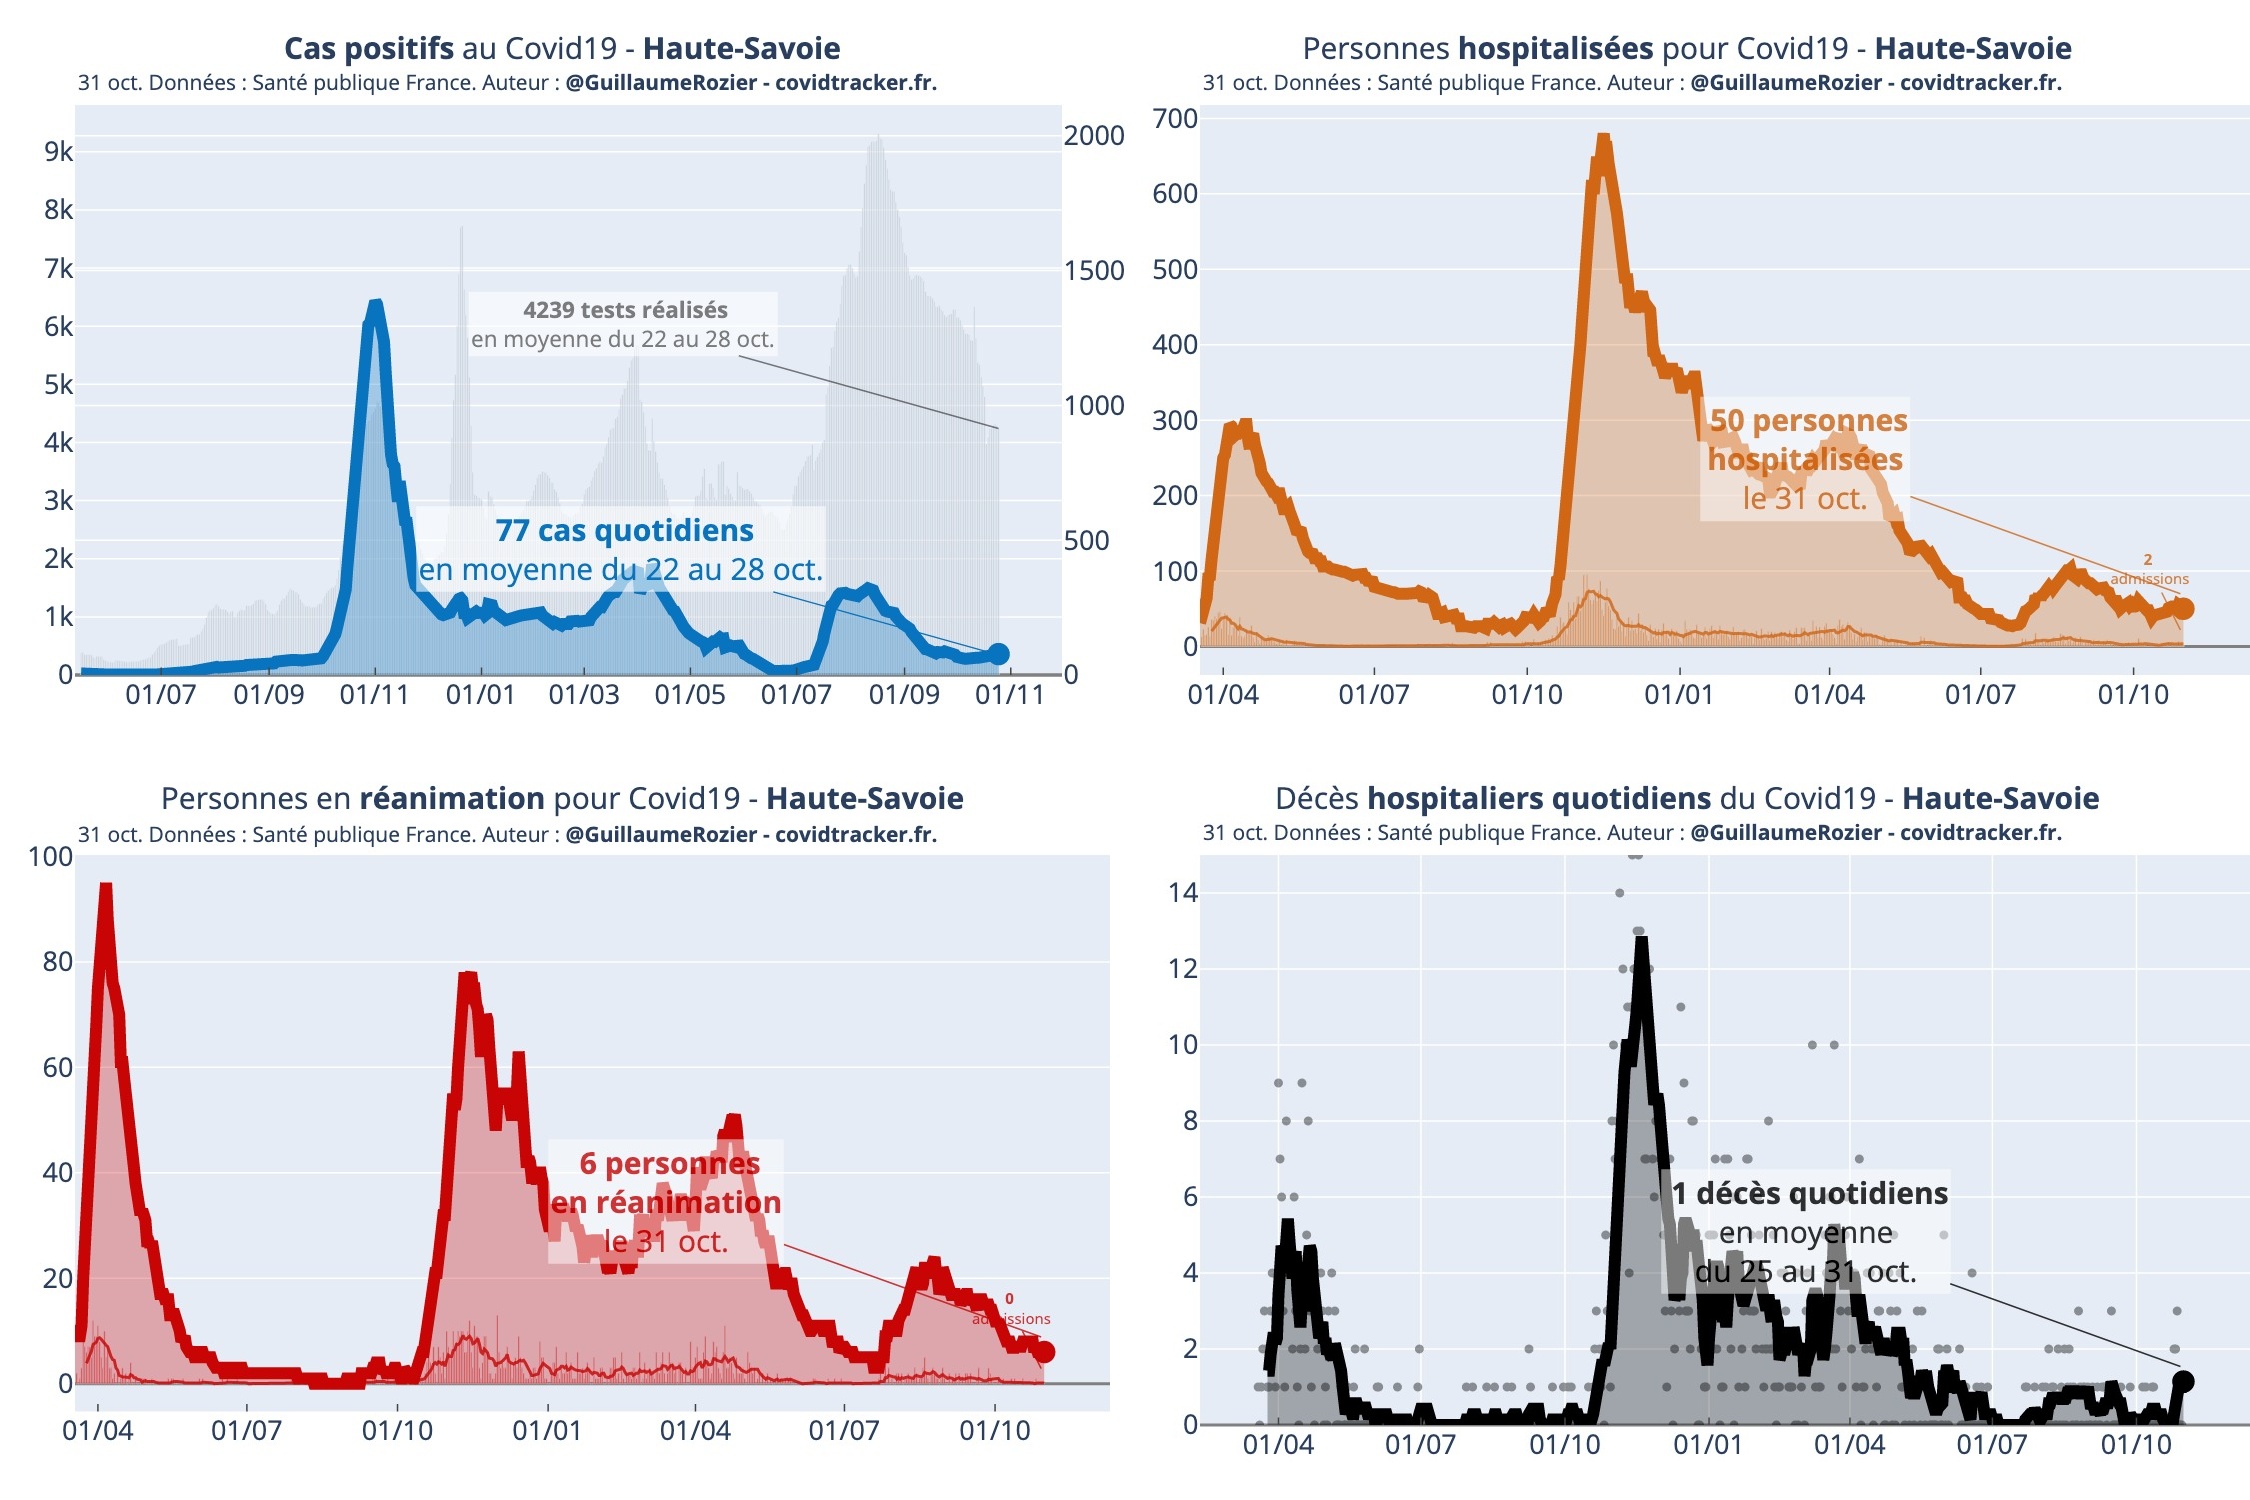 Cas positifs au Covid19 - Haute-Savoie
31 oct. Données : Santé publique France. Auteur : @GuillaumeRozier - covidtracker.fr.
9k
8k
7k
6k
5k
4k
3k
2k
1k
0
2000
1500
1000
500
0
4239 tests réalisés
en moyenne du 22 au 28 oct.
77 cas quotidiens
en moyenne du 22 au 28 oct.
01/07 01/09 01/11 01/01 01/03 01/05 01/07 01/09 01/11
Personnes hospitalisées pour Covid19 - Haute-Savoie
31 oct. Données : Santé publique France. Auteur : @GuillaumeRozier - covidtracker.fr.
700
600
500
400
300
200
100
0
50 personnes
hospitalisées
le 31 oct.
2
admissions
01/04 01/07 01/10 01/01 01/04 01/07 01/10
Personnes en réanimation pour Covid19 - Haute-Savoie
31 oct. Données : Santé publique France. Auteur : @GuillaumeRozier - covidtracker.fr.
100
80
60
40
20
0
6 personnes
en réanimation
le 31 oct.
0
admissions
01/04 01/07 01/10 01/01 01/04 01/07 01/10
Décès hospitaliers quotidiens du Covid19 - Haute-Savoie
31 oct. Données : Santé publique France. Auteur : @GuillaumeRozier - covidtracker.fr.
14
12
10
8
6
4
2
0
1 décès quotidiens
en moyenne
du 25 au 31 oct.
01/04 01/07 01/10 01/01 01/04 01/07 01/10